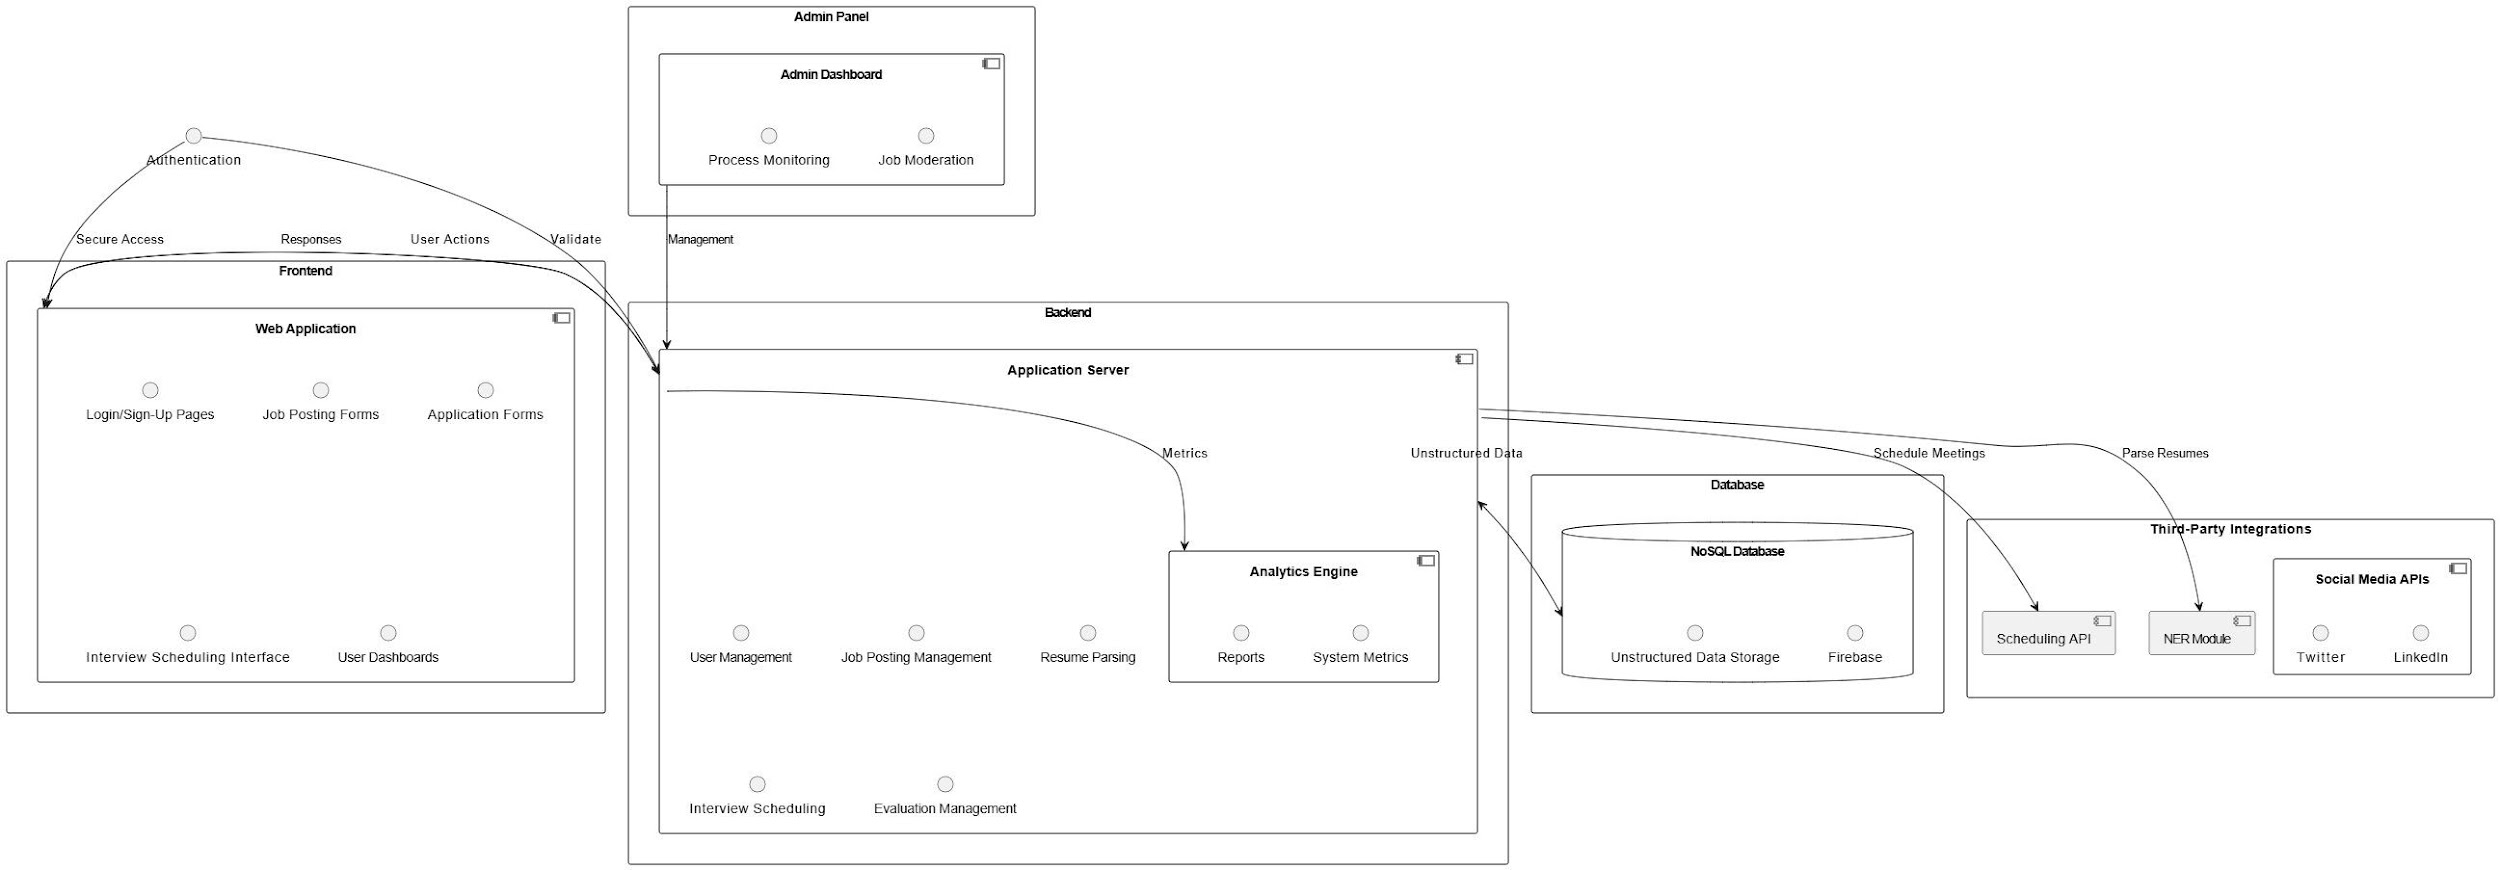 Admin Panel
Admin Dashboard
Process Monitoring
Job Moderation
Authentication
Secure Access
Responses
User Actions
Validate
Management
Frontend
Web Application
Login/Sign-Up Pages
Job Posting Forms
Application Forms
Interview Scheduling Interface
User Dashboards
Backend
Application Server
Metrics
Unstructured Data
Schedule Meetings
Parse Resumes
Analytics Engine
Reports
System Metrics
User Management
Job Posting Management
Resume Parsing
Interview Scheduling
Evaluation Management
Database
NoSQL Database
Unstructured Data Storage
Firebase
Third-Party Integrations
Scheduling API
NER Module
Social Media APIs
Twitter
LinkedIn